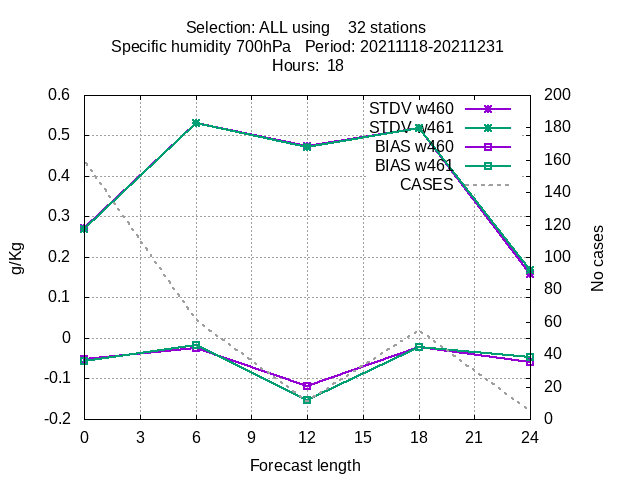 Selection: ALL using 32 stations
Specific humidity 700hPa Period: 20211118-20211231
Hours: 18
0.6
0.5
0.4
0.3
0.2
0.1
0
-0.1
-0.2
g/Kg
STDV w460
STDV w461
BIAS w460
BIAS w461
CASES
200
180
160
140
120
100
80
60
40
20
0
No cases
0 3 6 9 12 15 18 21 24
Forecast length